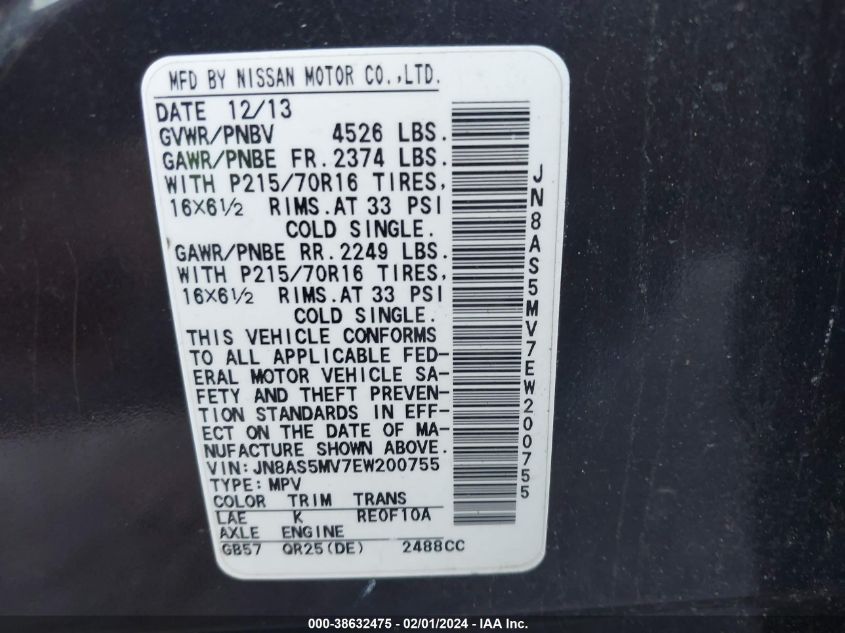 MFD BY NISSAN MOTOR CO.,LTD.
DATE 12/13
GVWR/PNBV 4526 LBS.
GAWR/PNBE FR.2374 LBS.
WITH P215/70R16 TIRES,
16X6½ RIMS.AT 33 PSI
COLD SINGLE.
GAWR/PNBE RR.2249 LBS.
WITH P215/70R16 TIRES,
16X6½ RIMS.AT 33 PSI
COLD SINGLE.
THIS VEHICLE CONFORMS
TO ALL APPLICABLE FED-
ERAL MOTOR VEHICLE SA-
FETY AND THEFT PREVEN-
TION STANDARDS IN EFF-
ECT ON THE DATE OF MA-
NUFACTURE SHOWN ABOVE.
VIN: JN8AS5MV7EW200755
TYPE: MPV
COLOR TRIM TRANS
LAE K RE0F10A
AXLE ENGINE
GB57 QR25(DE) 2488CC
JN8AS5MV7EW200755
000-38632475 - 02/01/2024 - IAA Inc.